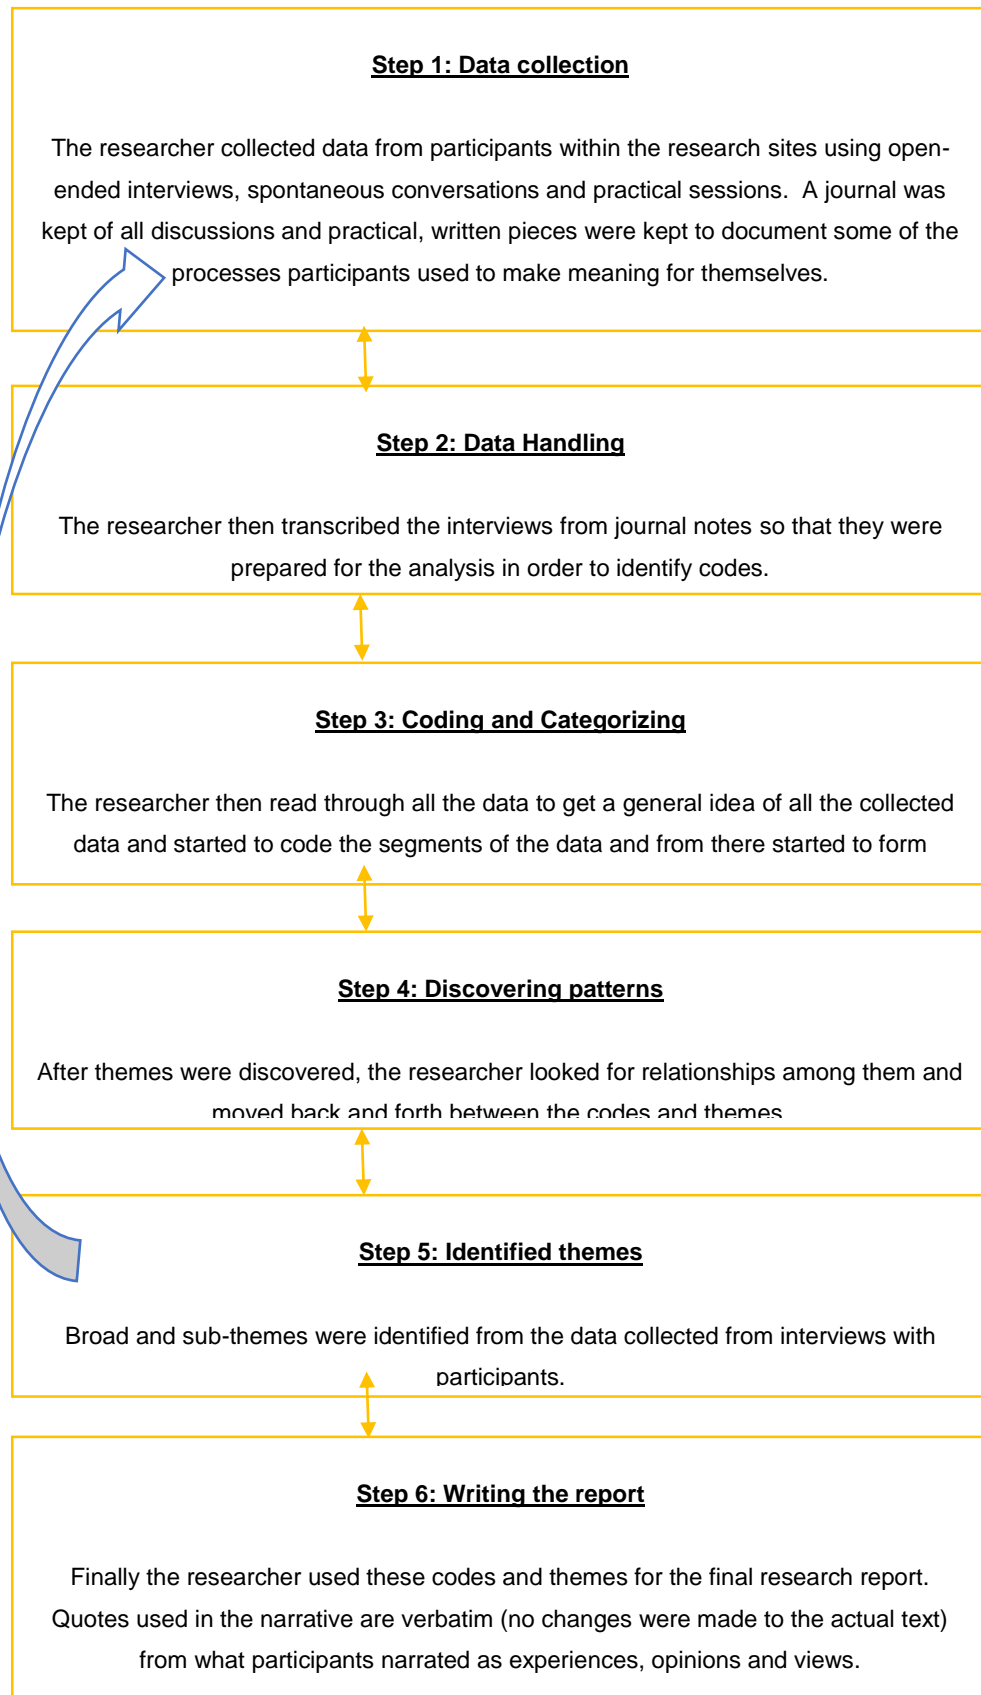 Step 1: Data collection
The researcher collected data from participants within the research sites using open-
ended interviews, spontaneous conversations and practical sessions.  A journal was
kept of all discussions and practical, written pieces were kept to document some of the
processes participants used to make meaning for themselves.
Step 2: Data Handling
The researcher then transcribed the interviews from journal notes so that they were
prepared for the analysis in order to identify codes.
Step 3: Coding and Categorizing
The researcher then read through all the data to get a general idea of all the collected
data and started to code the segments of the data and from there started to form
Step 4: Discovering patterns
After themes were discovered, the researcher looked for relationships among them and
moved back and forth between the codes and themes
Step 5: Identified themes
Broad and sub-themes were identified from the data collected from interviews with
participants.
Step 6: Writing the report
Finally the researcher used these codes and themes for the final research report.
Quotes used in the narrative are verbatim (no changes were made to the actual text)
from what participants narrated as experiences, opinions and views.